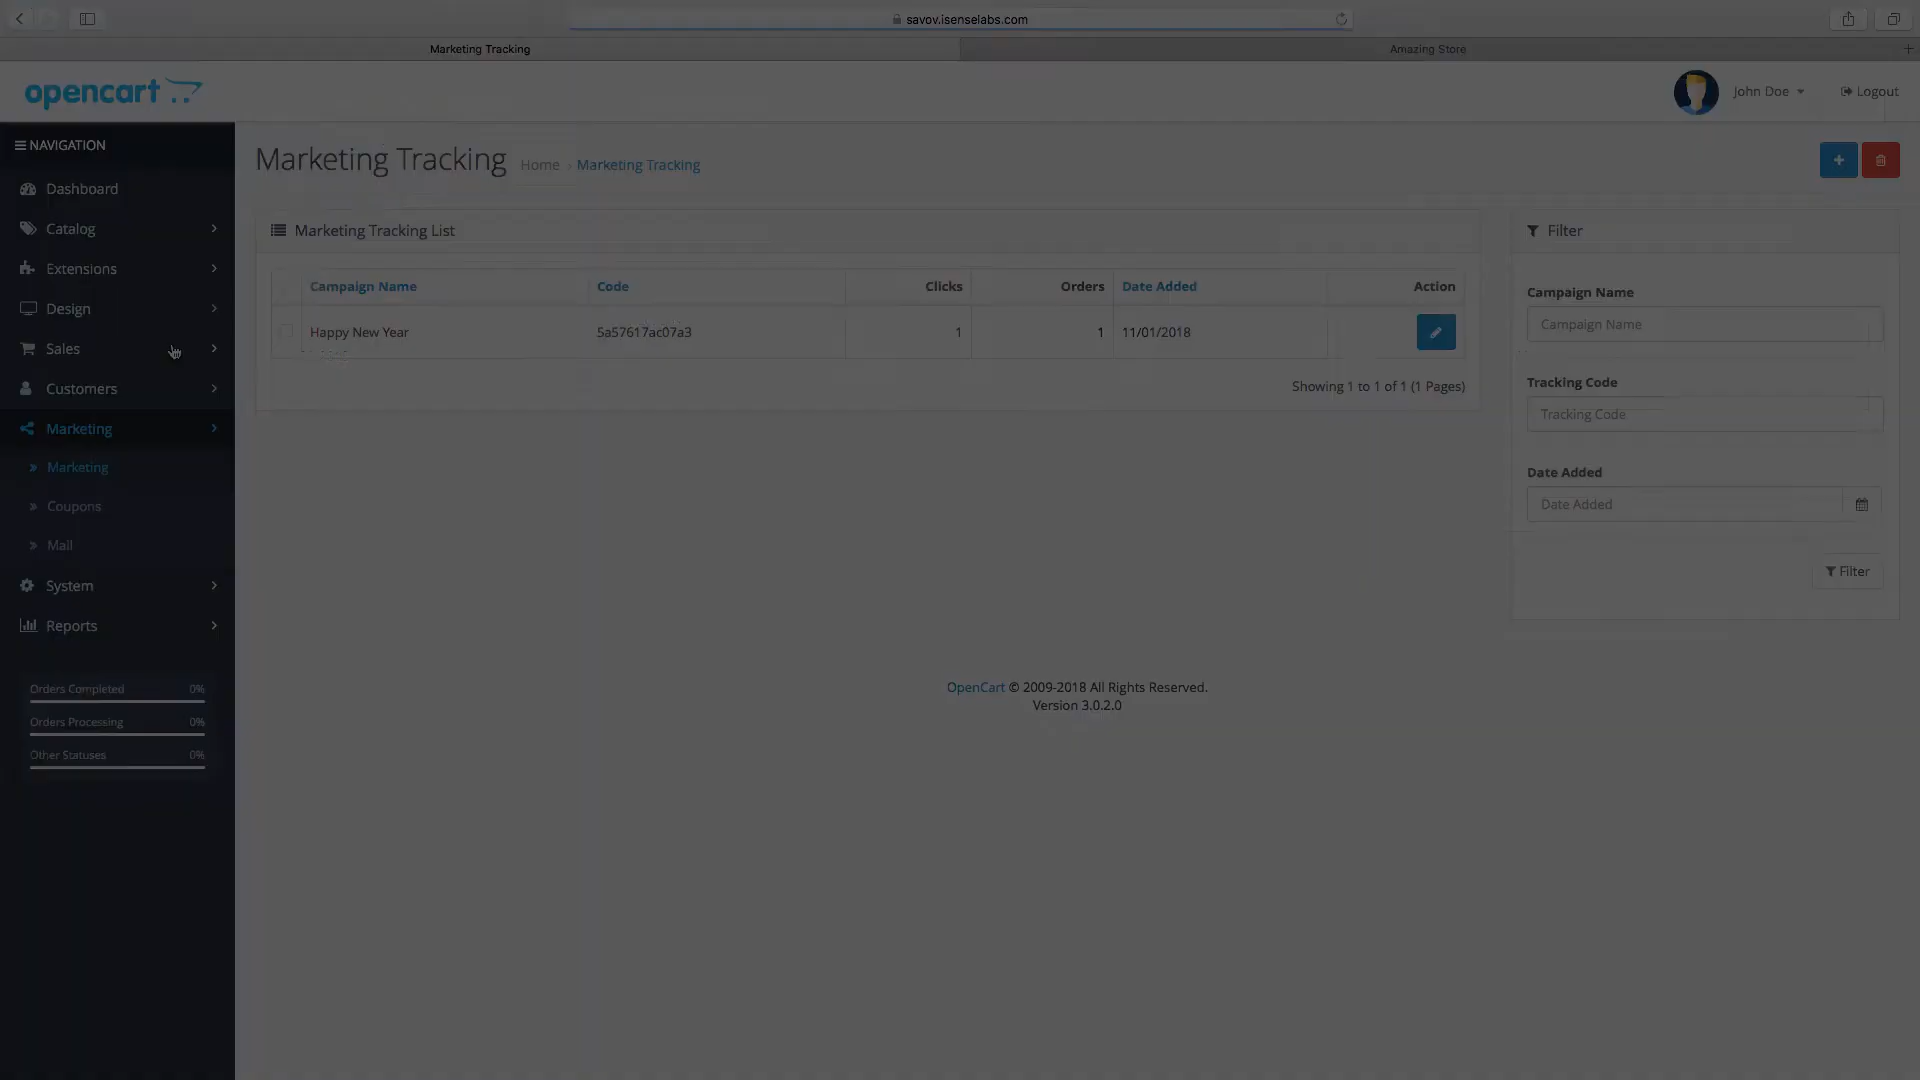 savov.isenselabs.com
Marketing Tracking
Amazing Store
opencart
John Doe
Logout
NAVIGATION
Dashboard
Catalog
Extensions
Design
Sales
Customers
Marketing
Marketing
Coupons
Mail
System
Reports
Orders Completed 0%
Orders Processing 0%
Other Statuses 0%
Marketing Tracking
Home › Marketing Tracking
Marketing Tracking List
Campaign Name Code Clicks Orders Date Added Action
Happy New Year 5a57617ac07a3 1 1 11/01/2018
Showing 1 to 1 of 1 (1 Pages)
Filter
Campaign Name
Campaign Name
Tracking Code
Tracking Code
Date Added
Date Added
Filter
OpenCart © 2009-2018 All Rights Reserved.
Version 3.0.2.0